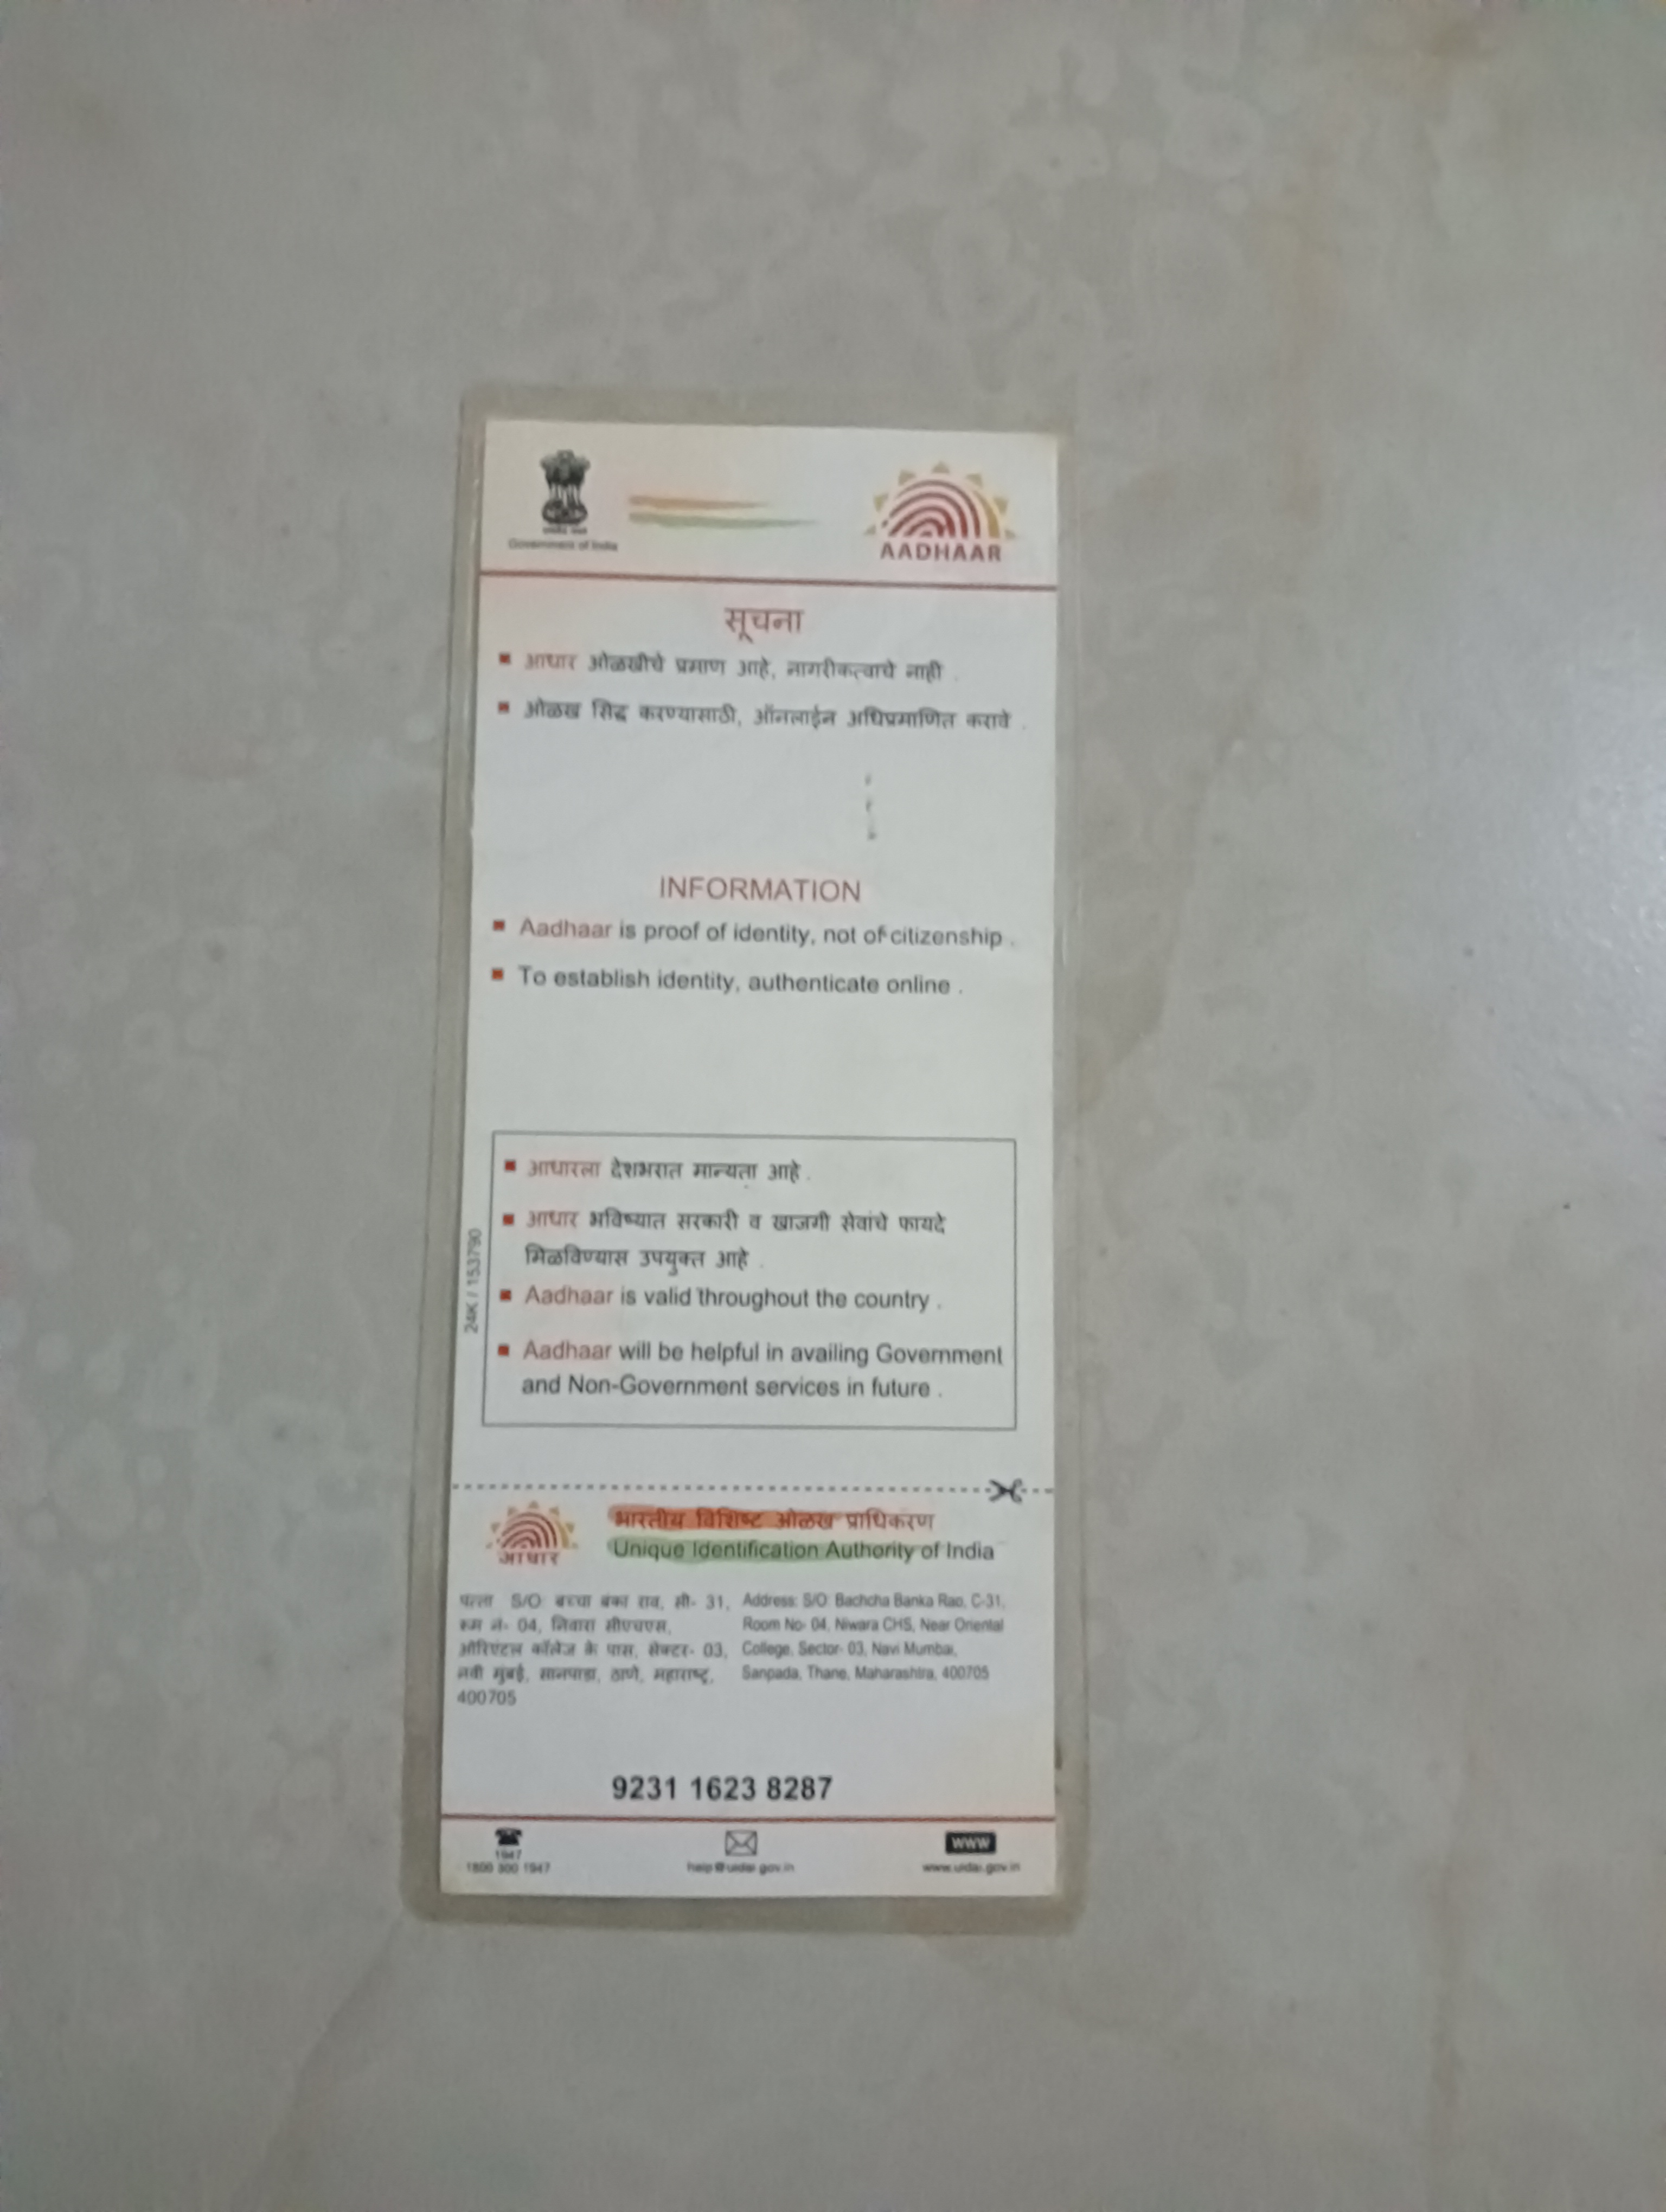 Government of India
AADHAAR
सूचना
आधार ओळखीचे प्रमाण आहे, नागरीकत्वाचे नाही .
ओळख सिद्ध करण्यासाठी, ऑनलाईन अधिप्रमाणित करावे .
INFORMATION
Aadhaar is proof of identity, not of citizenship .
To establish identity, authenticate online .
आधारला देशभरात मान्यता आहे .
आधार भविष्यात सरकारी व खाजगी सेवांचे फायदे
मिळविण्यास उपयुक्त आहे .
Aadhaar is valid throughout the country .
Aadhaar will be helpful in availing Government
and Non-Government services in future .
24K / 153790
आधार
भारतीय विशिष्ट ओळख प्राधिकरण
Unique Identification Authority of India
पत्ता S/O: बच्चा बंका राव, सी- 31,
रूम नं- 04, निवारा सीएचएस,
ओरिएंटल कॉलेज के पास, सेक्टर- 03,
नवी मुंबई, सानपाडा, ठाणे, महाराष्ट्र,
400705
Address: S/O: Bachcha Banka Rao, C-31,
Room No- 04, Niwara CHS, Near Oriental
College, Sector- 03, Navi Mumbai,
Sanpada, Thane, Maharashtra, 400705
9231 1623 8287
1947
1800 300 1947
help@uidai.gov.in
www
www.uidai.gov.in